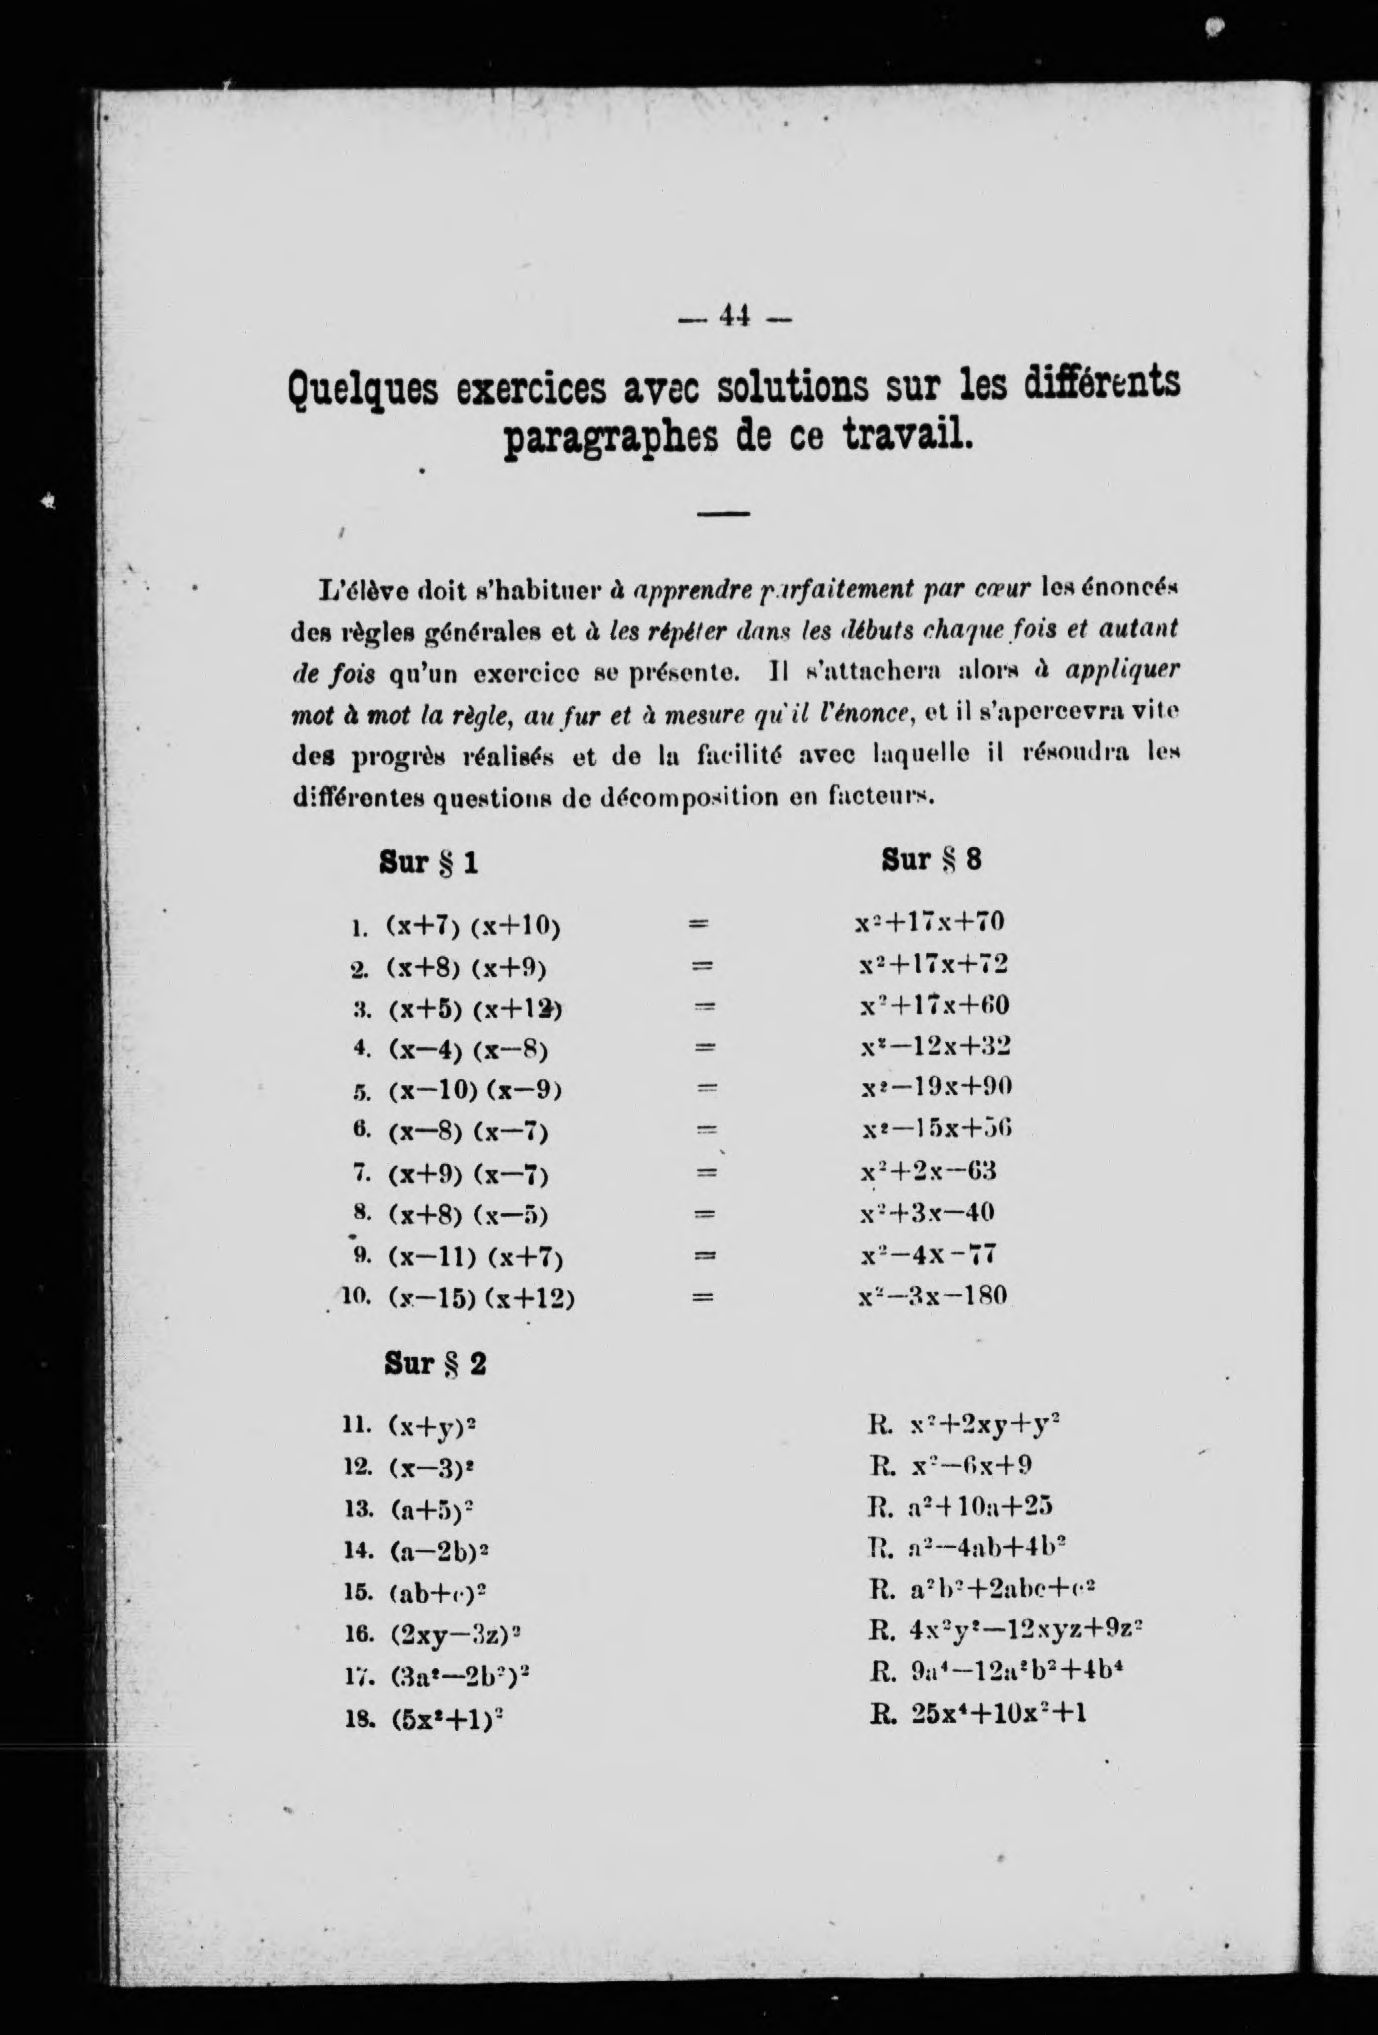 — 44 —
Quelques exercices avec solutions sur les différents
paragraphes de ce travail.
L'élève doit s'habituer à apprendre parfaitement par cœur les énoncés
des règles générales et à les répéter dans les débuts chaque fois et autant
de fois qu'un exercice se présente. Il s'attachera alors à appliquer
mot à mot la règle, au fur et à mesure qu'il l'énonce, et il s'apercevra vite
des progrès réalisés et de la facilité avec laquelle il résoudra les
différentes questions de décomposition en facteurs.
Sur § 1 Sur § 8
1. (x+7) (x+10) = x²+17x+70
2. (x+8) (x+9) = x²+17x+72
3. (x+5) (x+12) = x²+17x+60
4. (x—4) (x—8) = x²—12x+32
5. (x—10) (x—9) = x²—19x+90
6. (x—8) (x—7) = x²—15x+56
7. (x+9) (x—7) = x²+2x—63
8. (x+8) (x—5) = x²+3x—40
9. (x—11) (x+7) = x²—4x-77
10. (x—15) (x+12) = x²—3x—180
Sur § 2
11. (x+y)² R. x²+2xy+y²
12. (x—3)² R. x²—6x+9
13. (a+5)² R. a²+10a+25
14. (a—2b)² R. a²—4ab+4b²
15. (ab+c)² R. a²b²+2abc+c²
16. (2xy—3z)² R. 4x²y²—12xyz+9z²
17. (3a²—2b²)² R. 9a⁴—12a²b²+4b⁴
18. (5x²+1)² R. 25x⁴+10x²+1